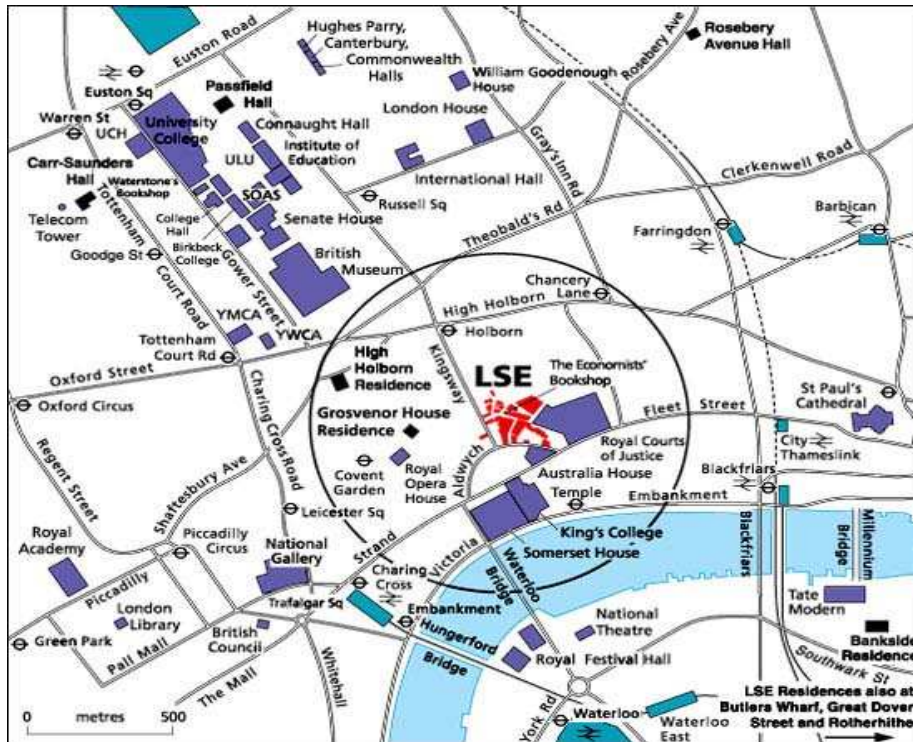 Euston Road
Hughes Parry,
Canterbury,
Commonwealth
Halls
Rosebery
Avenue Hall
Rosebery Ave
Euston Sq
Passfield
Hall
William Goodenough
House
Warren St
UCH
University
College
Connaught Hall
London House
ULU
Institute of
Education
Gray's Inn Rd
Carr-Saunders
Hall
Waterstone's
Bookshop
SOAS
International Hall
Clerkenwell Road
Russell Sq
Telecom
Tower
Tottenham
Court Road
College
Hall
Senate House
Theobald's Rd
Barbican
Farringdon
Birkbeck
College
Goodge St
Gower Street
British
Museum
Chancery
Lane
High Holborn
YMCA
YWCA
Holborn
Tottenham
Court Rd
Kingsway
Oxford Street
High
Holborn
Residence
LSE
The Economists'
Bookshop
St Paul's
Cathedral
Oxford Circus
Charing Cross Road
Grosvenor House
Residence
Fleet Street
Royal Courts
of Justice
City
Thameslink
Regent Street
Shaftesbury Ave
Covent
Garden
Royal
Opera
House
Aldwych
Australia House
Blackfriars
Temple
Embankment
Leicester Sq
King's College
Royal
Academy
Piccadilly
Circus
National
Gallery
Strand
Victoria
Somerset House
Blackfriars
Millennium
Bridge
Charing
Cross
Waterloo
Bridge
Piccadilly
London
Library
Trafalgar Sq
Embankment
Tate
Modern
National
Theatre
Hungerford
Bridge
Green Park
British
Council
Pall Mall
Bankside
Residence
Royal Festival Hall
Southwark St
The Mall
Whitehall
0 metres 500
York Rd
Waterloo
Waterloo
East
LSE Residences also at
Butlers Wharf, Great Dover
Street and Rotherhithe